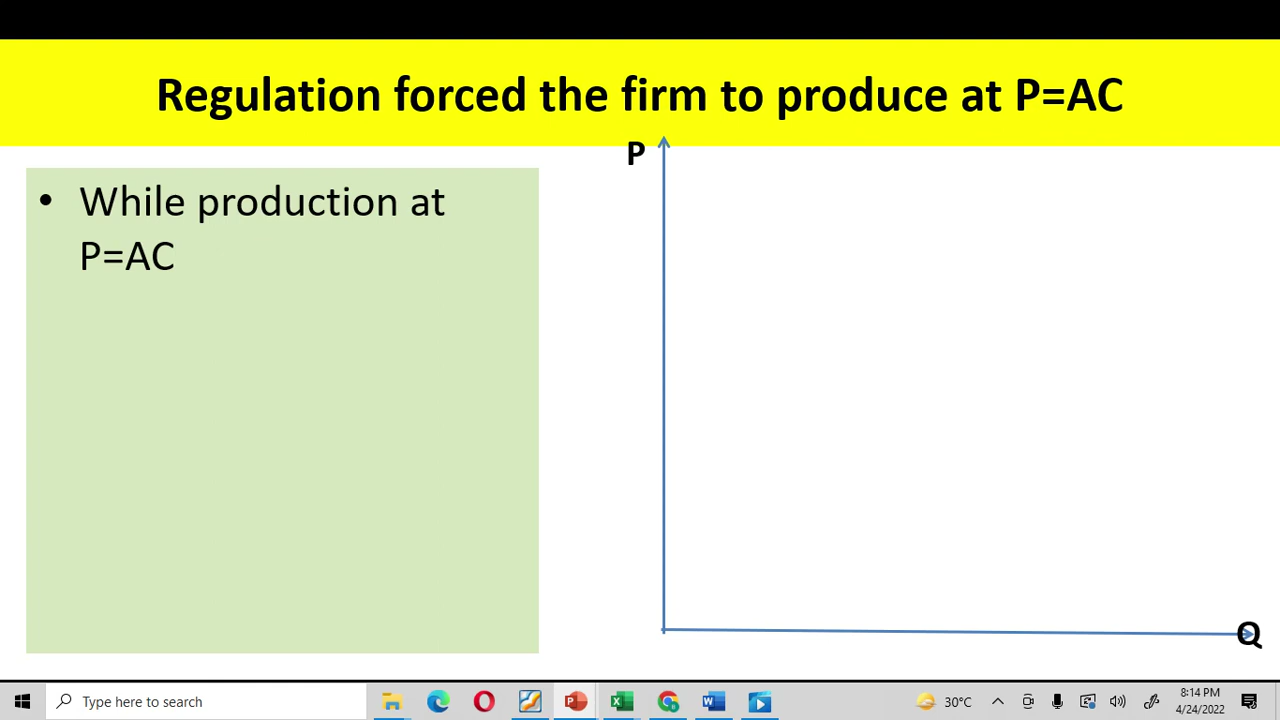 Regulation forced the firm to produce at P=AC
P
• While production at
P=AC
Q
Type here to search
30°C
8:14 PM
4/24/2022